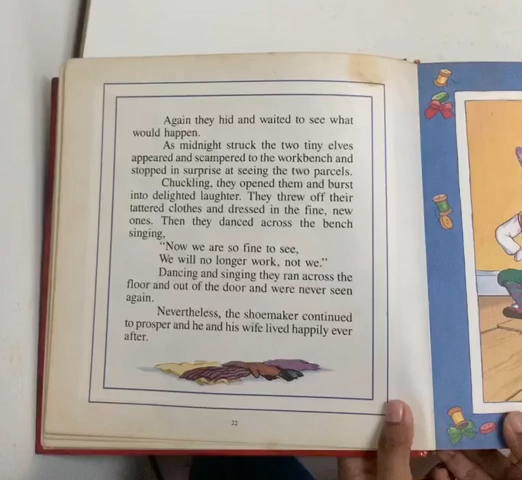 Again they hid and waited to see what
would happen.
As midnight struck the two tiny elves
appeared and scampered to the workbench and
stopped in surprise at seeing the two parcels.
Chuckling, they opened them and burst
into delighted laughter. They threw off their
tattered clothes and dressed in the fine, new
ones. Then they danced across the bench
singing,
"Now we are so fine to see,
We will no longer work, not we."
Dancing and singing they ran across the
floor and out of the door and were never seen
again.
Nevertheless, the shoemaker continued
to prosper and he and his wife lived happily ever
after.
22